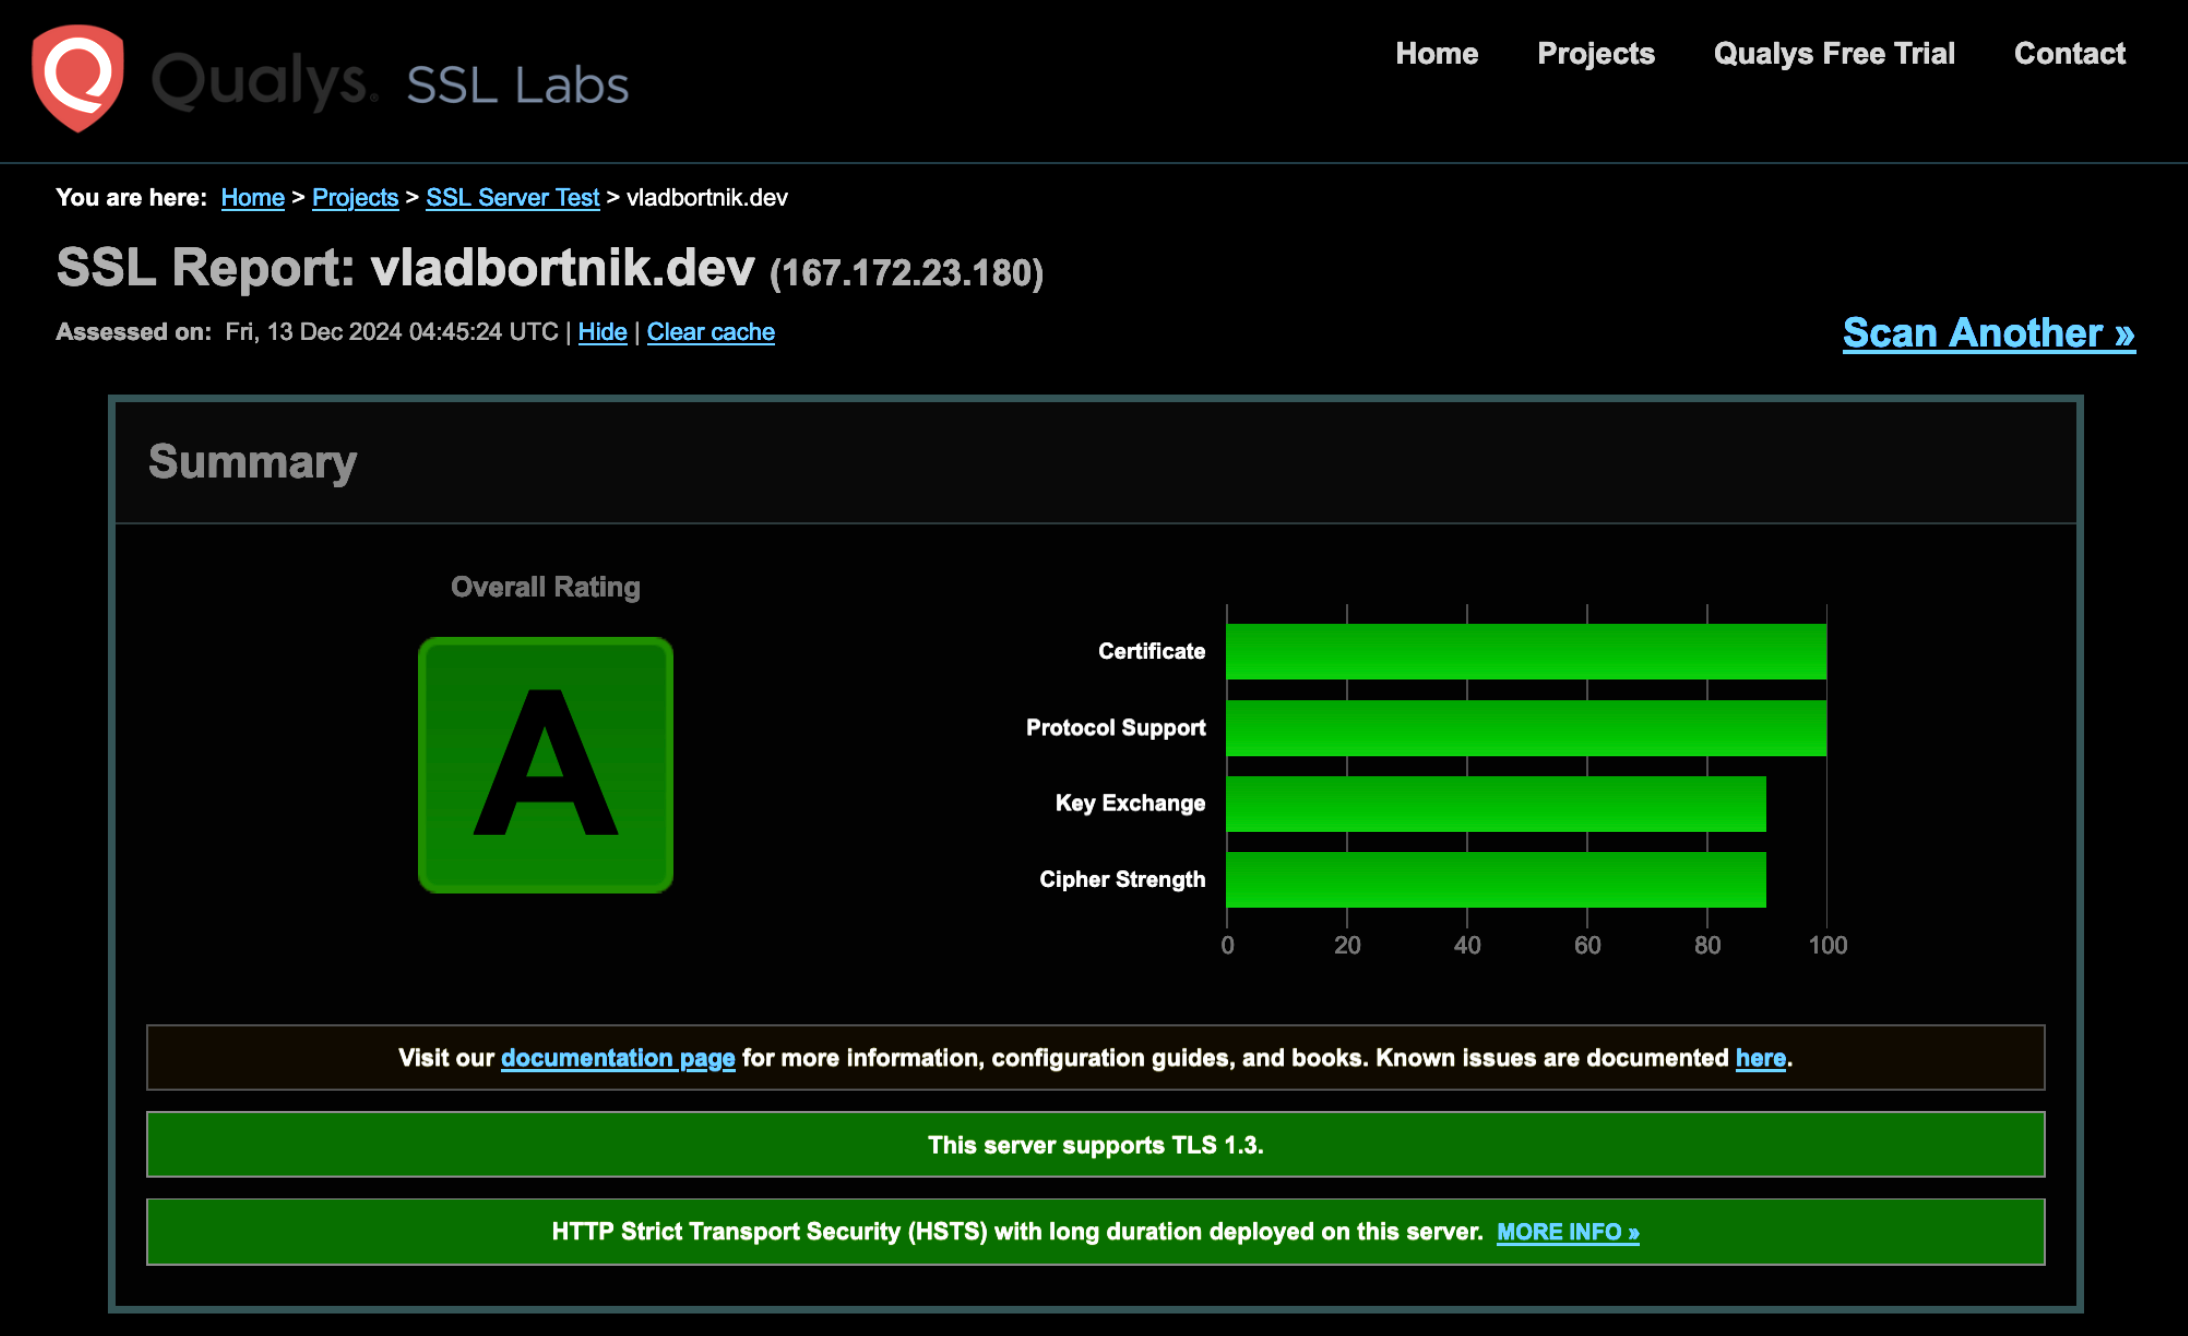 Qualys. SSL Labs
Home Projects Qualys Free Trial Contact
You are here: Home > Projects > SSL Server Test > vladbortnik.dev
SSL Report: vladbortnik.dev (167.172.23.180)
Assessed on: Fri, 13 Dec 2024 04:45:24 UTC | Hide | Clear cache
Scan Another »
Summary
Overall Rating
A
Certificate
Protocol Support
Key Exchange
Cipher Strength
0 20 40 60 80 100
Visit our documentation page for more information, configuration guides, and books. Known issues are documented here.
This server supports TLS 1.3.
HTTP Strict Transport Security (HSTS) with long duration deployed on this server. MORE INFO »